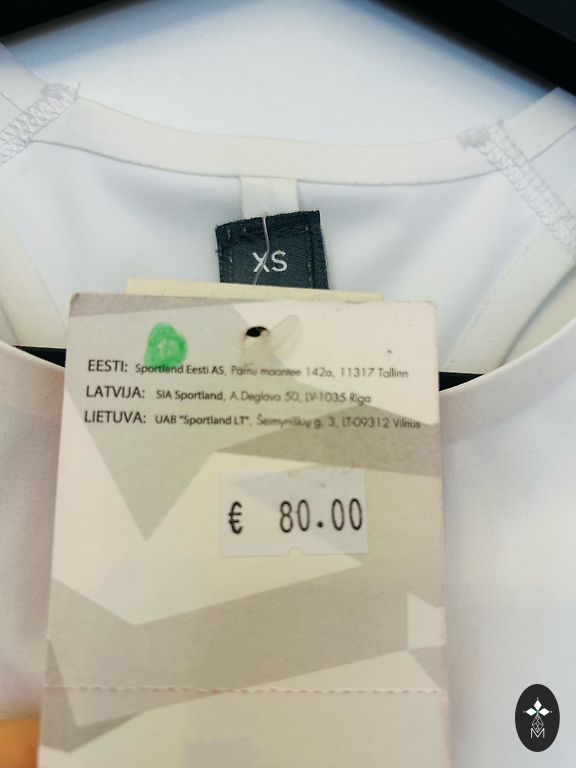 XS
EESTI: Sportland Eesti AS, Pärnu maantee 142a, 11317 Tallinn
LATVIJA: SIA Sportland, A.Deglava 50, LV-1035 Riga
LIETUVA: UAB "Sportland LT", Šeimyniškių g. 3, LT-09312 Vilnus
€ 80.00
M